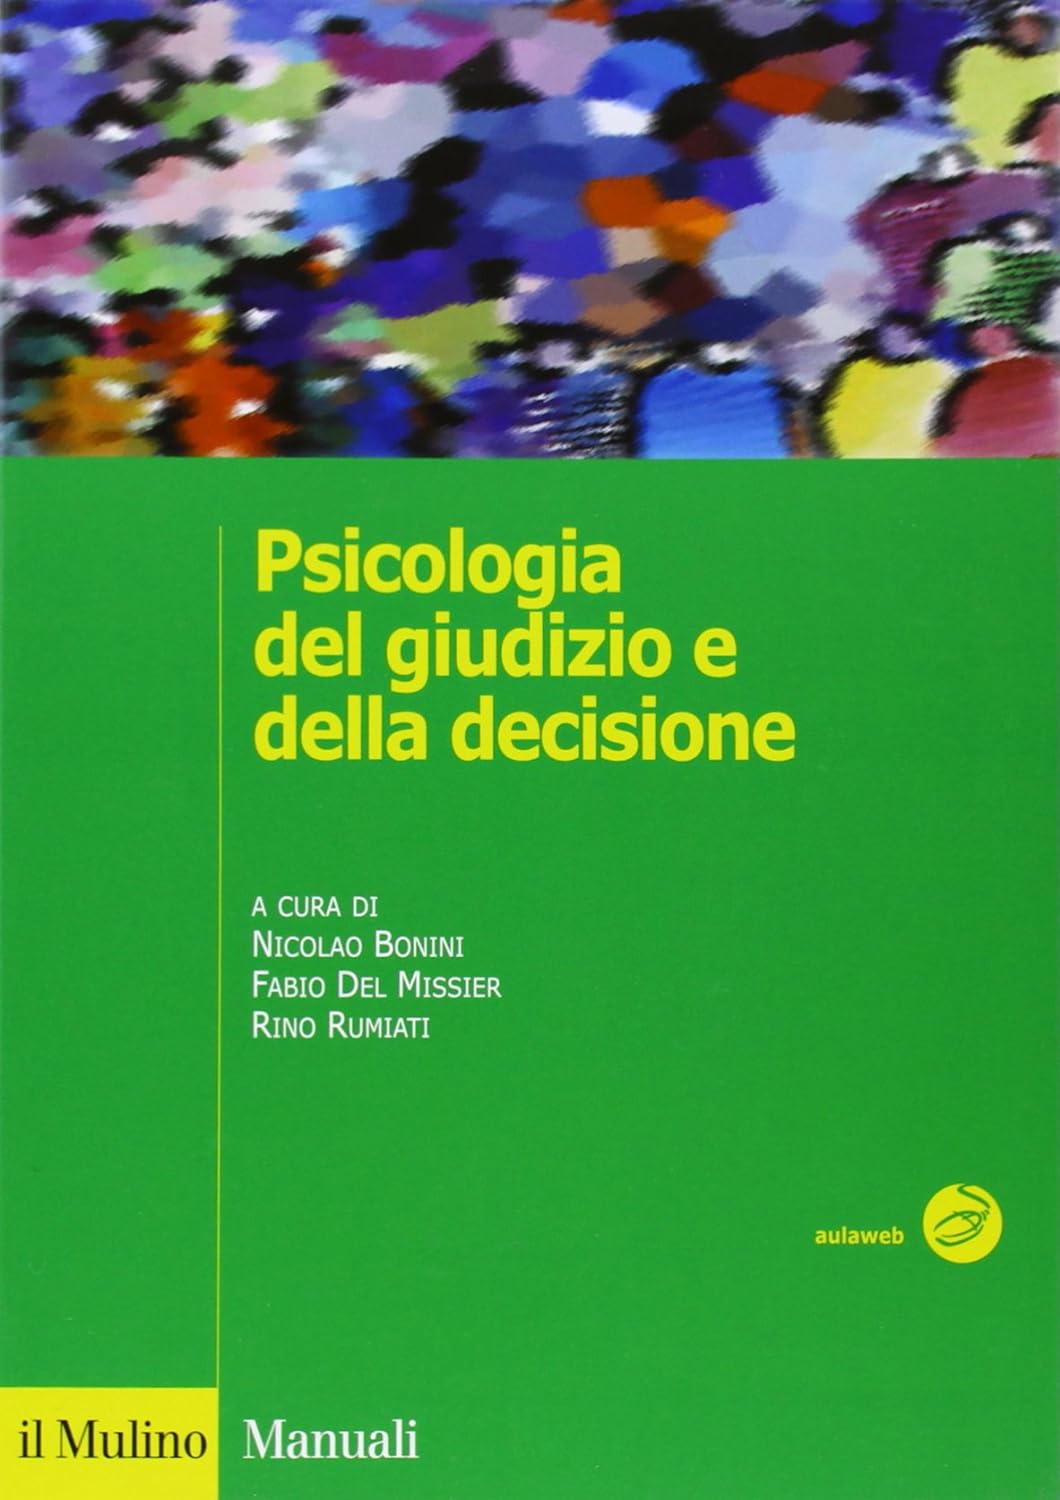 Psicologia
del giudizio e
della decisione
A CURA DI
NICOLAO BONINI
FABIO DEL MISSIER
RINO RUMIATI
aulaweb
il Mulino Manuali